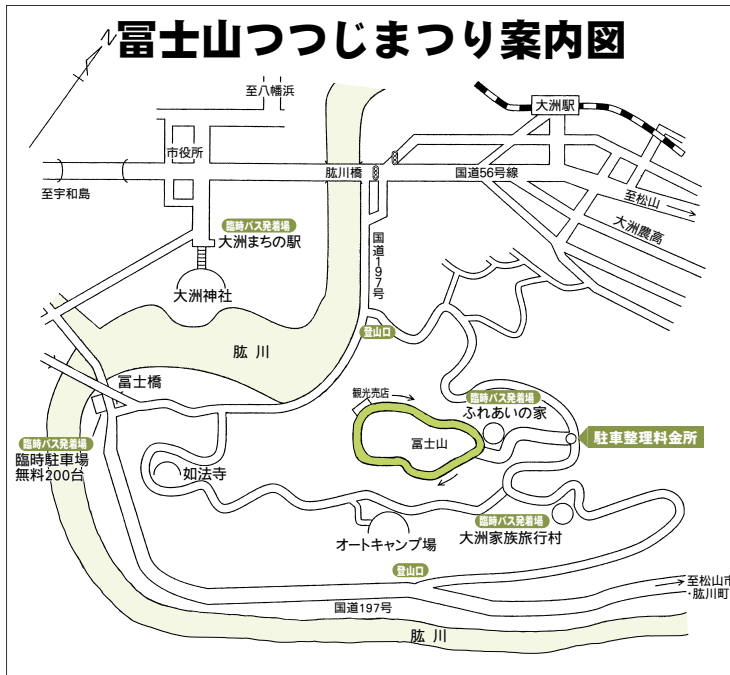 冨士山つつじまつり案内図
N
至八幡浜
大洲駅
市役所
肱川橋
国道56号線
至宇和島
至松山
大洲農高
臨時バス発着場
大洲まちの駅
国道197号
大洲神社
登山口
肱川
冨士橋
観光売店
臨時バス発着場
ふれあいの家
冨士山
駐車整理料金所
臨時バス発着場
臨時駐車場
無料200台
如法寺
臨時バス発着場
大洲家族旅行村
オートキャンプ場
登山口
至松山市
・肱川町
国道197号
肱川